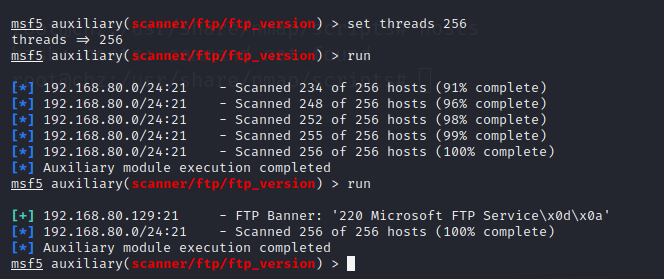 msf5 auxiliary(scanner/ftp/ftp_version) > set threads 256
threads => 256
msf5 auxiliary(scanner/ftp/ftp_version) > run
[*] 192.168.80.0/24:21    - Scanned 234 of 256 hosts (91% complete)
[*] 192.168.80.0/24:21    - Scanned 248 of 256 hosts (96% complete)
[*] 192.168.80.0/24:21    - Scanned 252 of 256 hosts (98% complete)
[*] 192.168.80.0/24:21    - Scanned 255 of 256 hosts (99% complete)
[*] 192.168.80.0/24:21    - Scanned 256 of 256 hosts (100% complete)
[*] Auxiliary module execution completed
msf5 auxiliary(scanner/ftp/ftp_version) > run
[+] 192.168.80.129:21     - FTP Banner: '220 Microsoft FTP Service\x0d\x0a'
[*] 192.168.80.0/24:21    - Scanned 256 of 256 hosts (100% complete)
[*] Auxiliary module execution completed
msf5 auxiliary(scanner/ftp/ftp_version) >